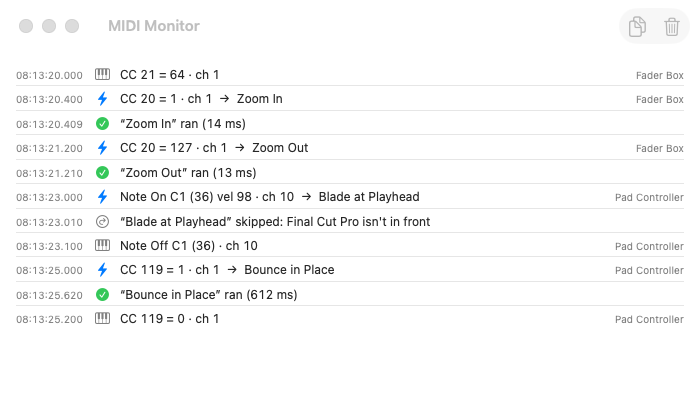 MIDI Monitor
08:13:20.000 CC 21 = 64 · ch 1 Fader Box
08:13:20.400 CC 20 = 1 · ch 1 → Zoom In Fader Box
08:13:20.409 “Zoom In” ran (14 ms)
08:13:21.200 CC 20 = 127 · ch 1 → Zoom Out Fader Box
08:13:21.210 “Zoom Out” ran (13 ms)
08:13:23.000 Note On C1 (36) vel 98 · ch 10 → Blade at Playhead Pad Controller
08:13:23.010 “Blade at Playhead” skipped: Final Cut Pro isn't in front
08:13:23.100 Note Off C1 (36) · ch 10 Pad Controller
08:13:25.000 CC 119 = 1 · ch 1 → Bounce in Place Pad Controller
08:13:25.620 “Bounce in Place” ran (612 ms)
08:13:25.200 CC 119 = 0 · ch 1 Pad Controller